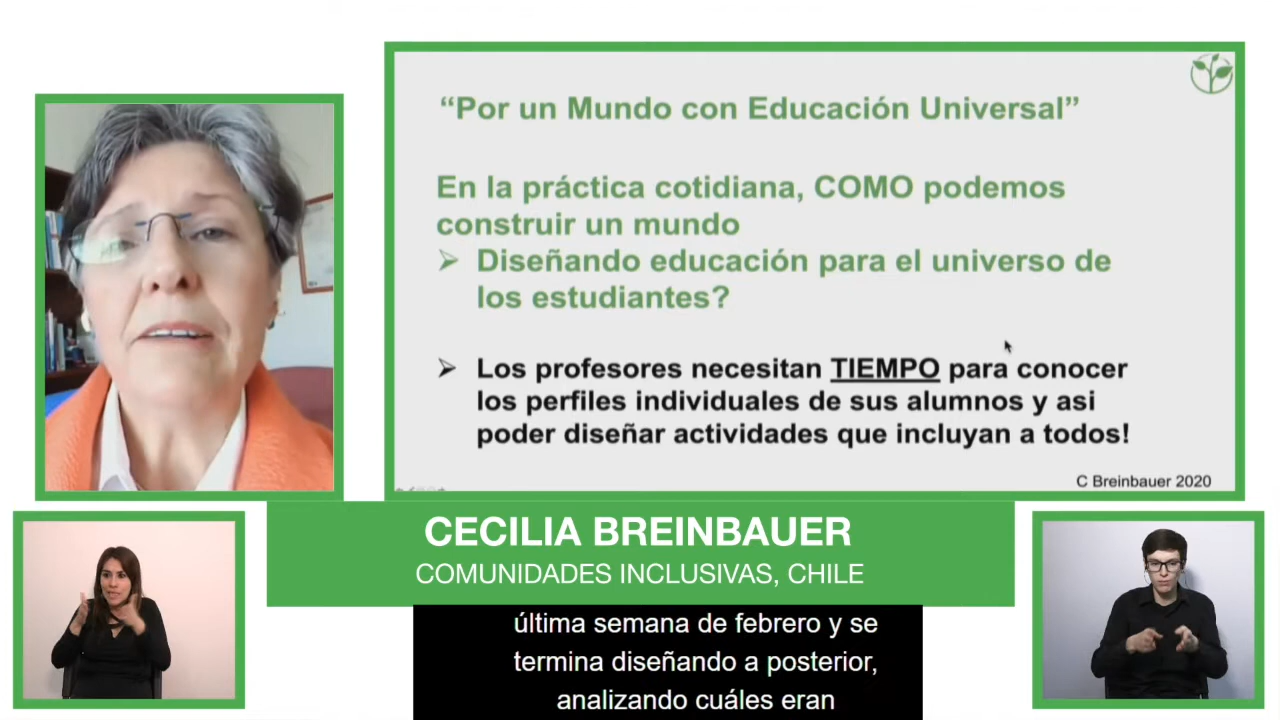 “Por un Mundo con Educación Universal”
En la práctica cotidiana, COMO podemos
construir un mundo
Diseñando educación para el universo de
los estudiantes?
Los profesores necesitan TIEMPO para conocer
los perfiles individuales de sus alumnos y asi
poder diseñar actividades que incluyan a todos!
C Breinbauer 2020
CECILIA BREINBAUER
COMUNIDADES INCLUSIVAS, CHILE
última semana de febrero y se
termina diseñando a posterior,
analizando cuáles eran